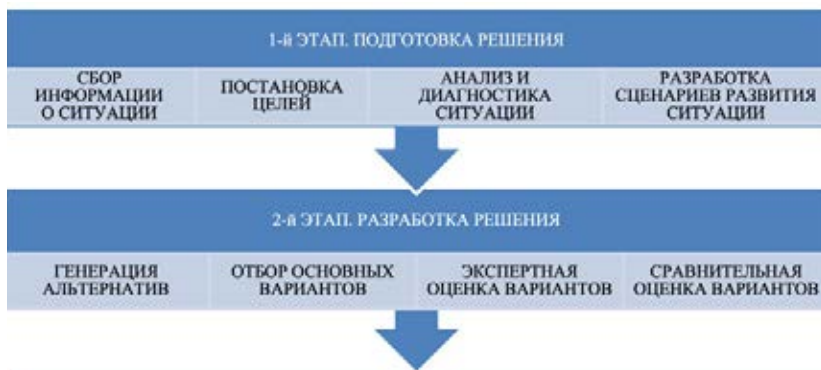 1-й ЭТАП. ПОДГОТОВКА РЕШЕНИЯ
СБОР
ИНФОРМАЦИИ
О СИТУАЦИИ
ПОСТАНОВКА
ЦЕЛЕЙ
АНАЛИЗ И
ДИАГНОСТИКА
СИТУАЦИИ
РАЗРАБОТКА
СЦЕНАРИЕВ РАЗВИТИЯ
СИТУАЦИИ
2-й ЭТАП. РАЗРАБОТКА РЕШЕНИЯ
ГЕНЕРАЦИЯ
АЛЬТЕРНАТИВ
ОТБОР ОСНОВНЫХ
ВАРИАНТОВ
ЭКСПЕРТНАЯ
ОЦЕНКА ВАРИАНТОВ
СРАВНИТЕЛЬНАЯ
ОЦЕНКА ВАРИАНТОВ